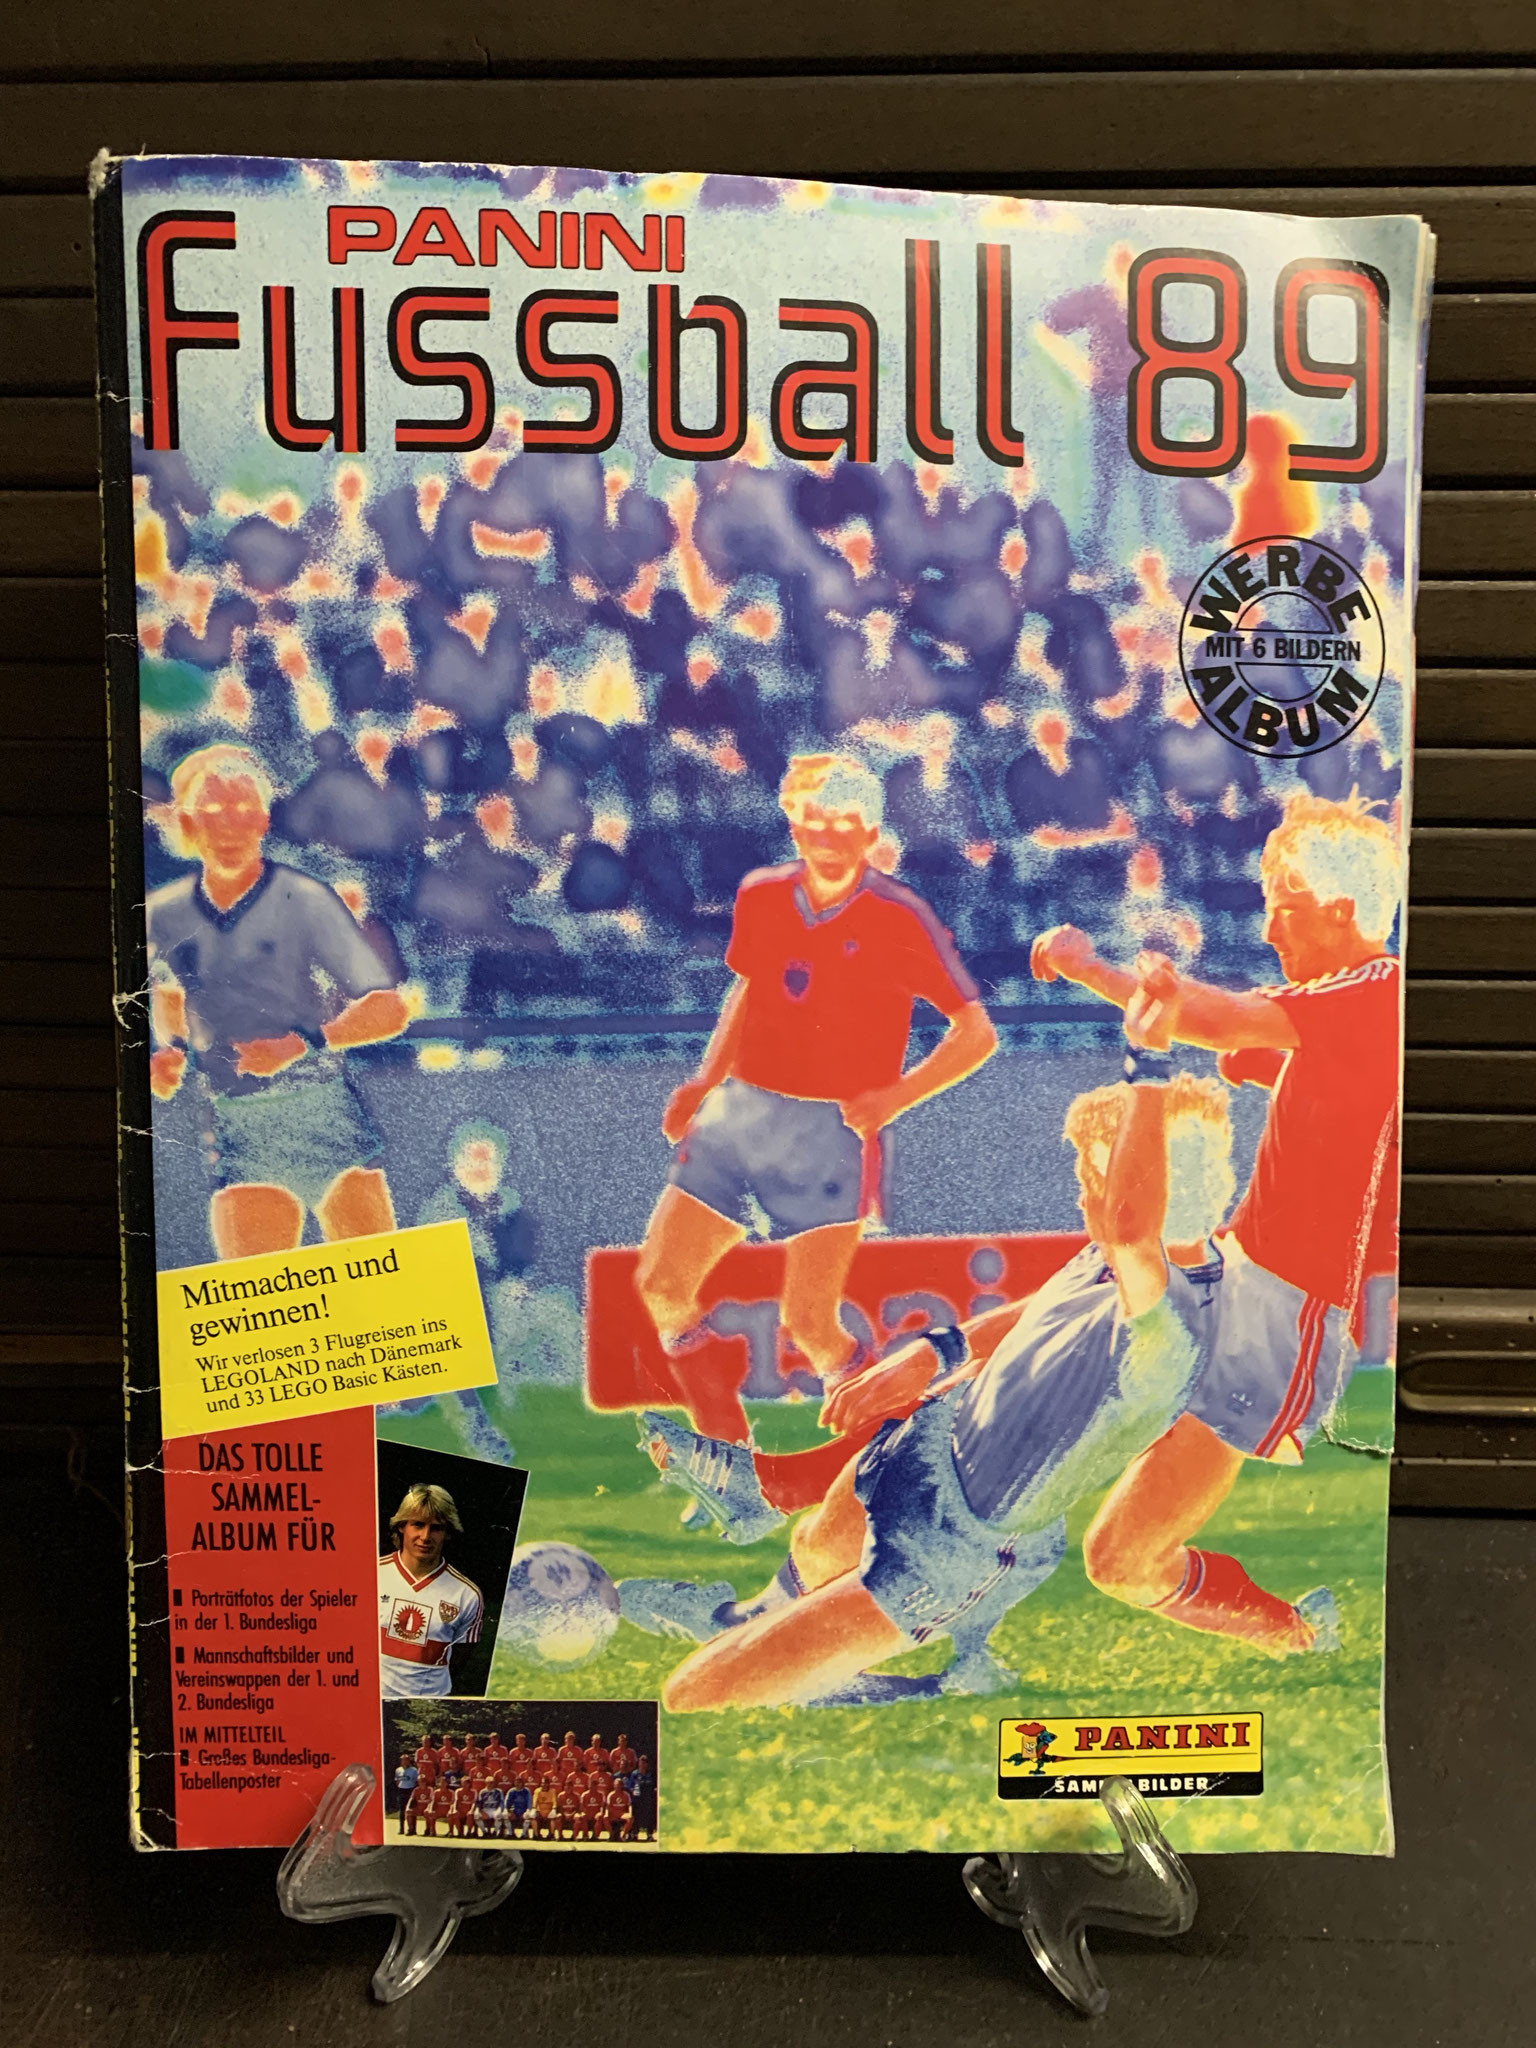 PANINI
fussball 89
WERBE
MIT 6 BILDERN
ALBUM
Mitmachen und
gewinnen!
Wir verlosen 3 Flugreisen ins
LEGOLAND nach Dänemark
und 33 LEGO Basic Kästen.
DAS TOLLE
SAMMEL-
ALBUM FÜR
Porträtfotos der Spieler
in der 1. Bundesliga
Mannschaftsbilder und
Vereinswappen der 1. und
2. Bundesliga
IM MITTELTEIL
Großes Bundesliga-
Tabellenposter
PANINI
BILDER